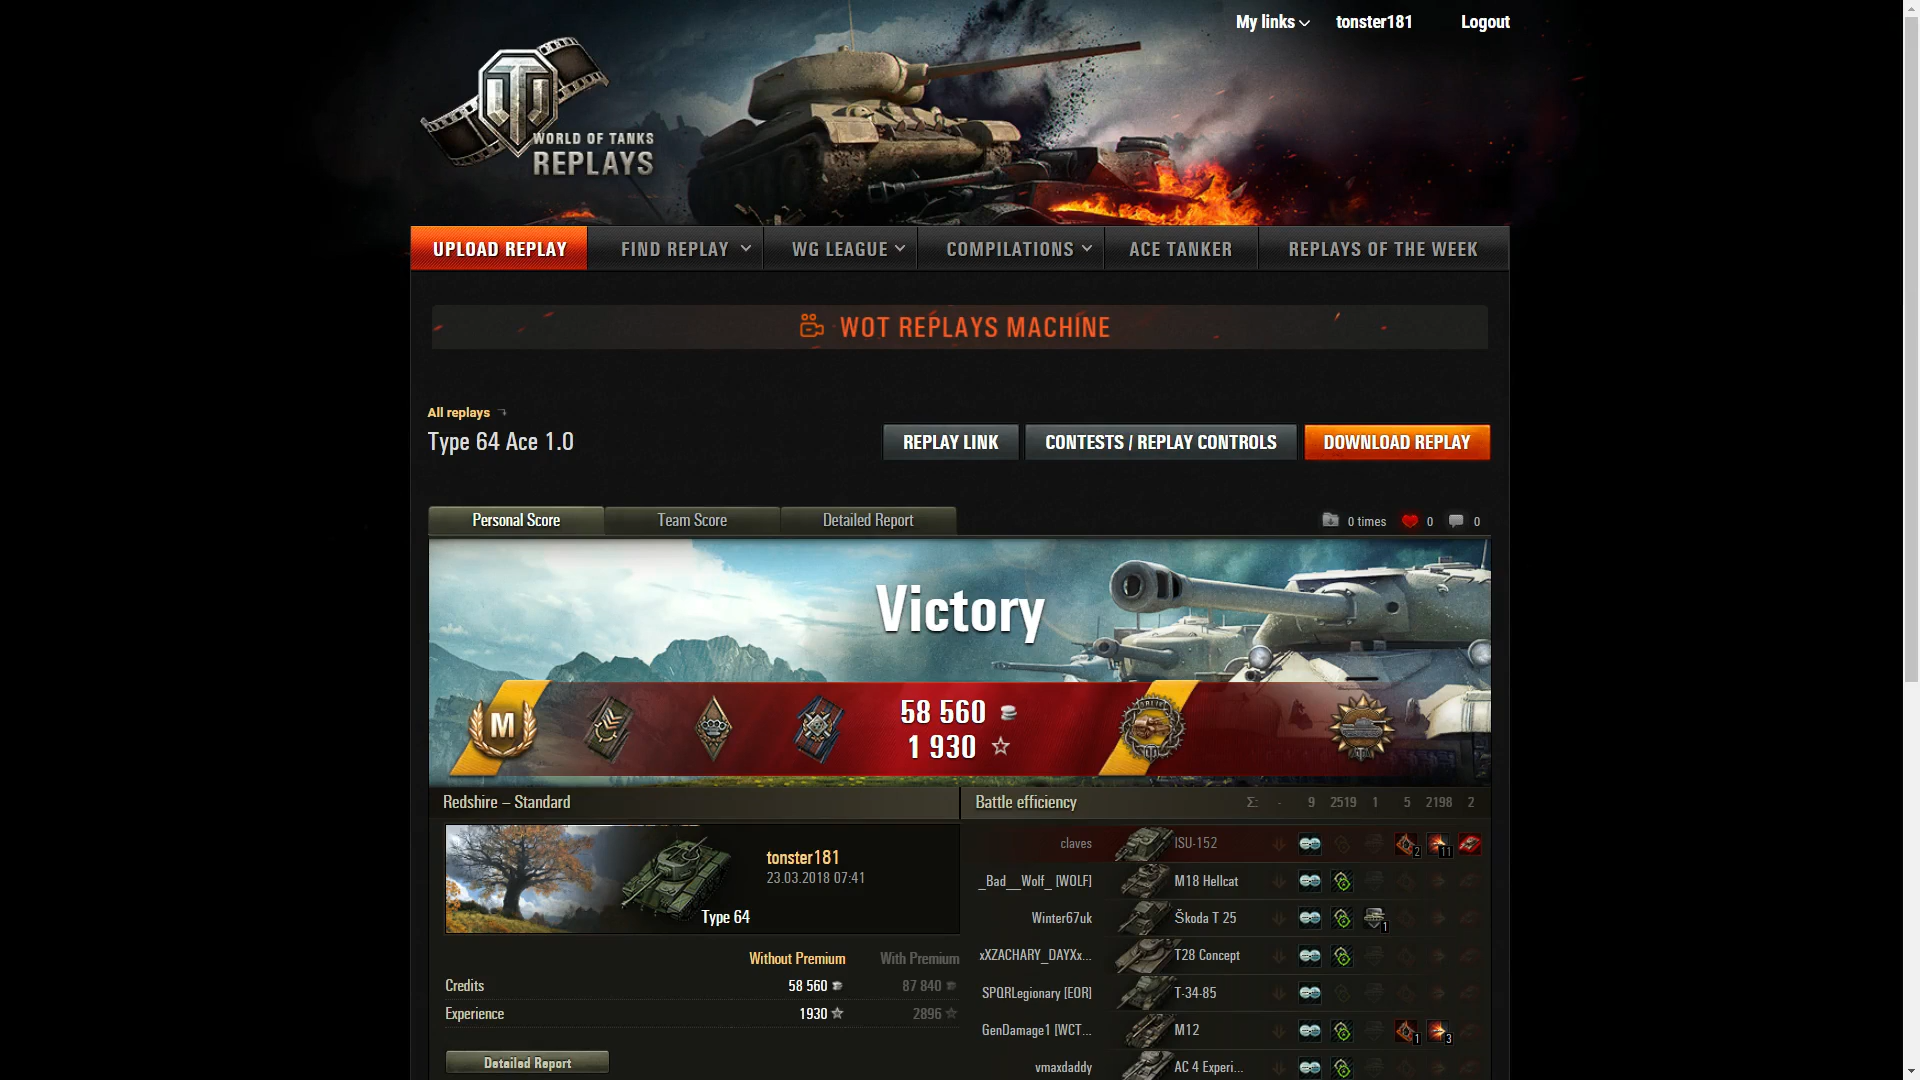 My links tonster181 Logout
WORLD OF TANKS
REPLAYS
UPLOAD REPLAY FIND REPLAY WG LEAGUE COMPILATIONS ACE TANKER REPLAYS OF THE WEEK
WOT REPLAYS MACHINE
All replays
Type 64 Ace 1.0
REPLAY LINK CONTESTS / REPLAY CONTROLS DOWNLOAD REPLAY
Personal Score Team Score Detailed Report 0 times 0 0
Victory
M
58 560
1 930
Redshire – Standard
Battle efficiency Σ: - 9 2519 1 5 2198 2
tonster181
23.03.2018 07:41
Type 64
Without Premium With Premium
Credits 58 560 87 840
Experience 1930 2896
Detailed Report
claves ISU-152 2 11
_Bad__Wolf_ [WOLF] M18 Hellcat
Winter67uk Škoda T 25 1
xXZACHARY_DAYXx... T28 Concept
SPQRLegionary [EOR] T-34-85
GenDamage1 [WCT... M12 1 3
vmaxdaddy AC 4 Experi...